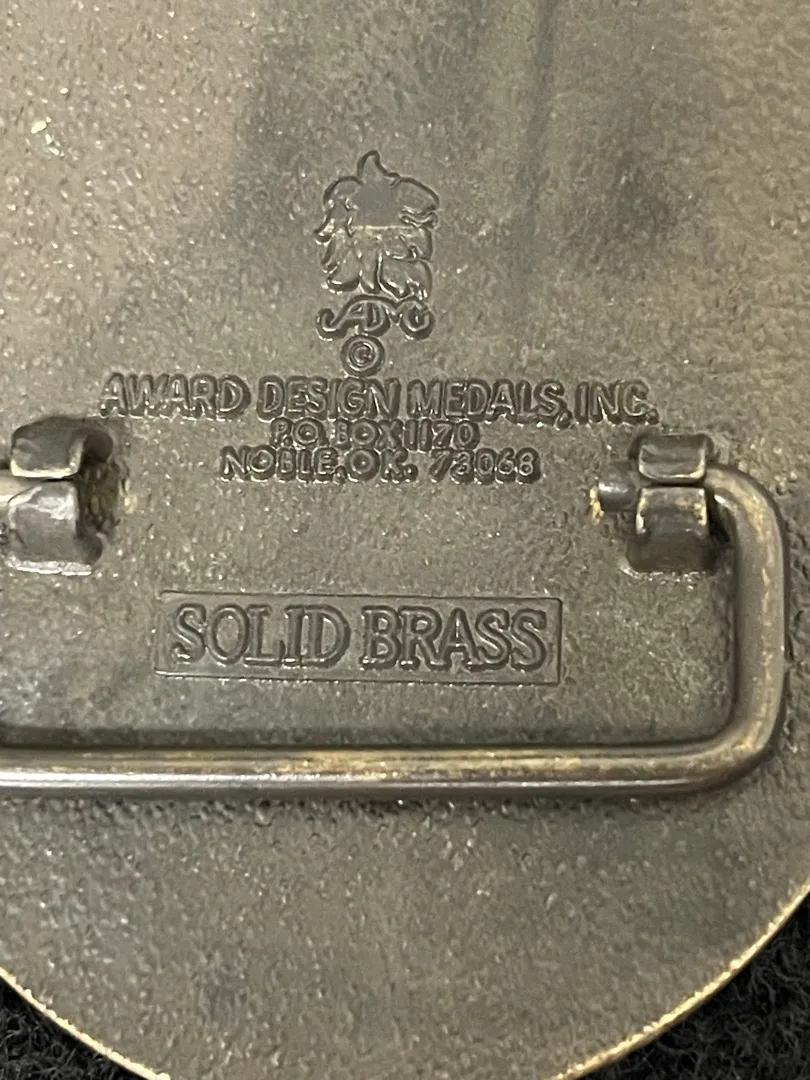 ADM
©
AWARD DESIGN MEDALS, INC.
P.O. BOX 1170
NOBLE, OK. 73068
SOLID BRASS